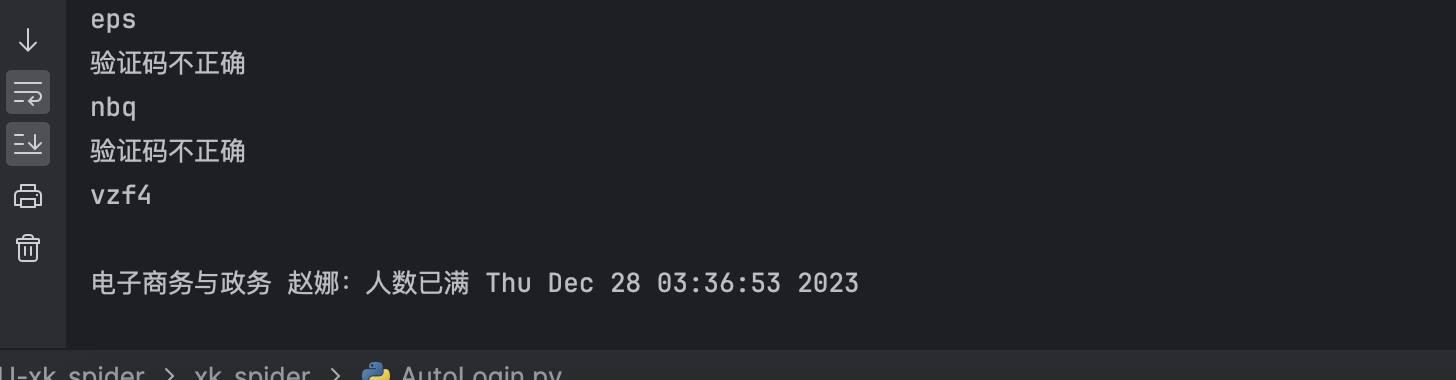 eps
验证码不正确
nbq
验证码不正确
vzf4
电子商务与政务 赵娜：人数已满 Thu Dec 28 03:36:53 2023
-xk_spider > xk_spider > AutoLogin.py